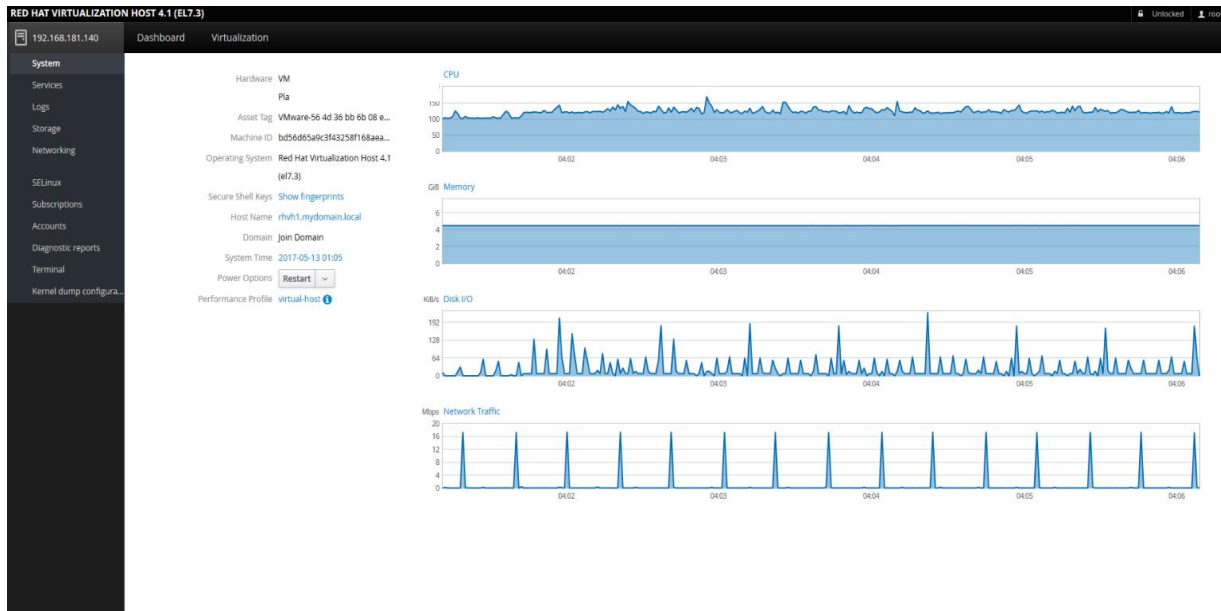 RED HAT VIRTUALIZATION HOST 4.1 (EL7.3)
Unlocked
root
192.168.181.140
Dashboard
Virtualization
System
Services
Logs
Storage
Networking
SELinux
Subscriptions
Accounts
Diagnostic reports
Terminal
Kernel dump configura...
Hardware VM
Pla
Asset Tag VMware-56 4d 36 bb 6b 08 e...
Machine ID bd56d65a9c3f43258f168aea...
Operating System Red Hat Virtualization Host 4.1
(el7.3)
Secure Shell Keys Show fingerprints
Host Name rhvh1.mydomain.local
Domain Join Domain
System Time 2017-05-13 01:05
Power Options Restart
Performance Profile virtual-host
CPU
150
100
50
0
04:02 04:03 04:04 04:05 04:06
GiB Memory
6
4
2
0
04:02 04:03 04:04 04:05 04:06
KiB/s Disk I/O
192
128
64
0
04:02 04:03 04:04 04:05 04:06
Mbps Network Traffic
20
16
12
8
4
0
04:02 04:03 04:04 04:05 04:06